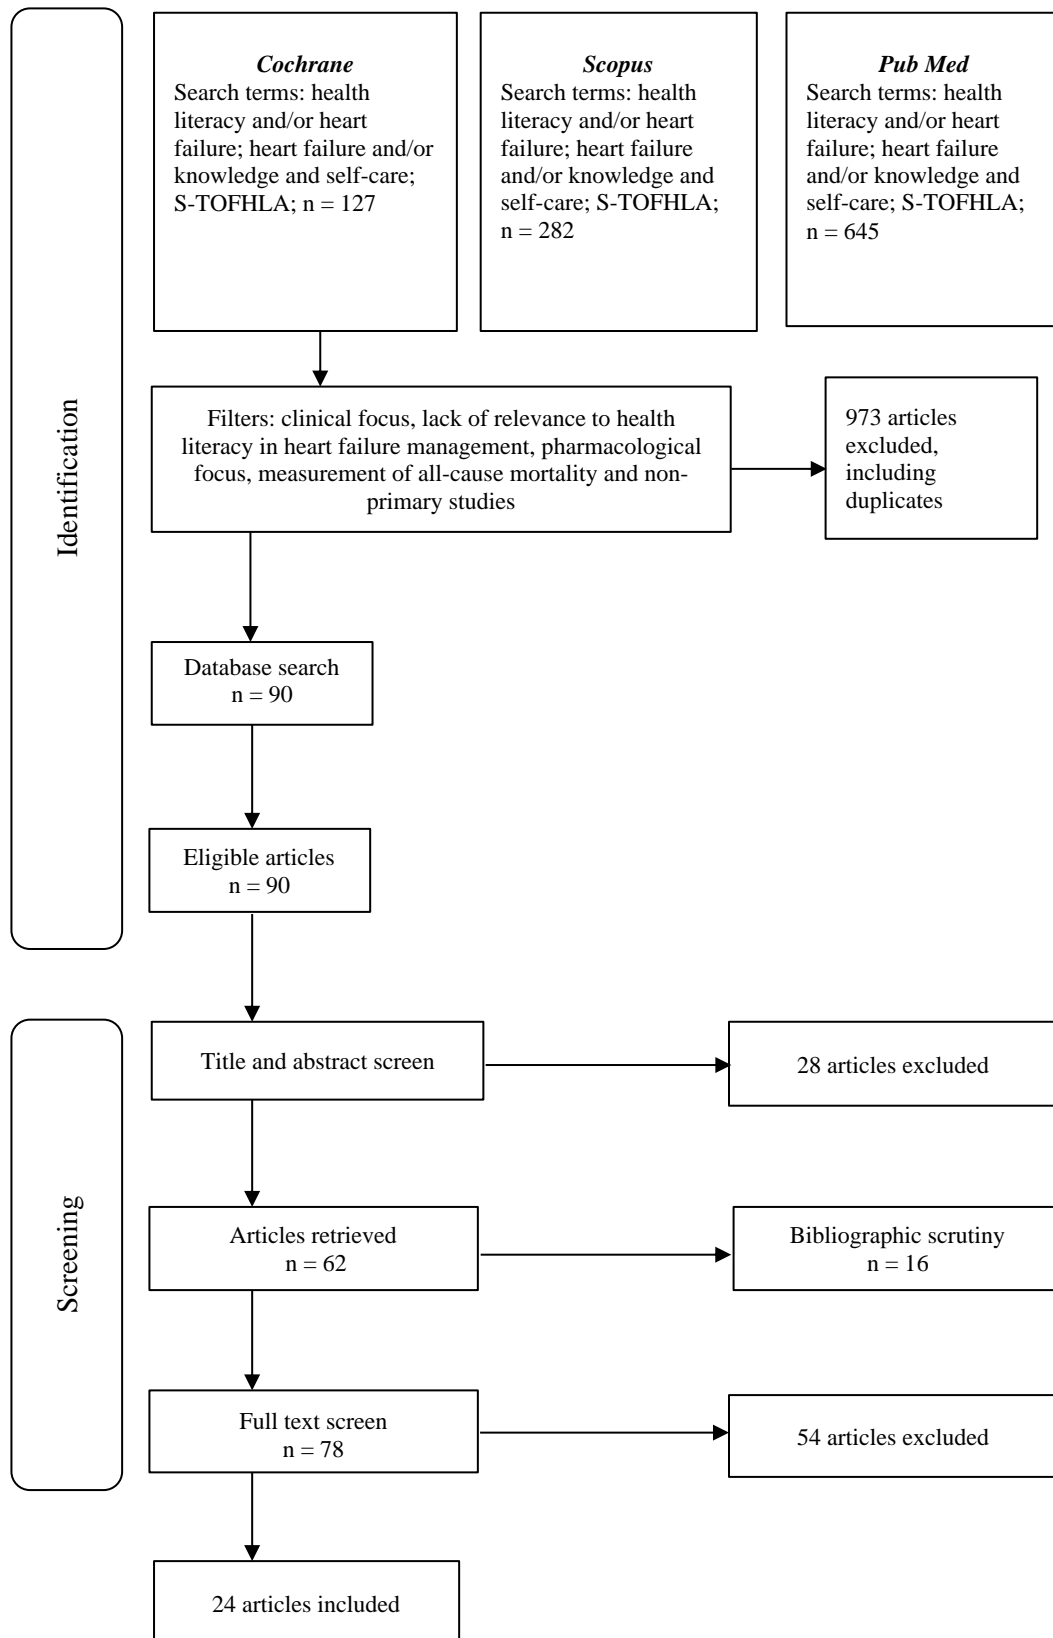 Identification
Cochrane
Search terms: health
literacy and/or heart
failure; heart failure and/or
knowledge and self-care;
S-TOFHLA; n = 127
Scopus
Search terms: health
literacy and/or heart
failure; heart failure
and/or knowledge and
self-care; S-TOFHLA;
n = 282
Pub Med
Search terms: health
literacy and/or heart
failure; heart failure
and/or knowledge and
self-care; S-TOFHLA;
n = 645
Filters: clinical focus, lack of relevance to health
literacy in heart failure management, pharmacological
focus, measurement of all-cause mortality and non-
primary studies
973 articles
excluded,
including
duplicates
Database search
n = 90
Eligible articles
n = 90
Screening
Title and abstract screen
28 articles excluded
Articles retrieved
n = 62
Bibliographic scrutiny
n = 16
Full text screen
n = 78
54 articles excluded
24 articles included